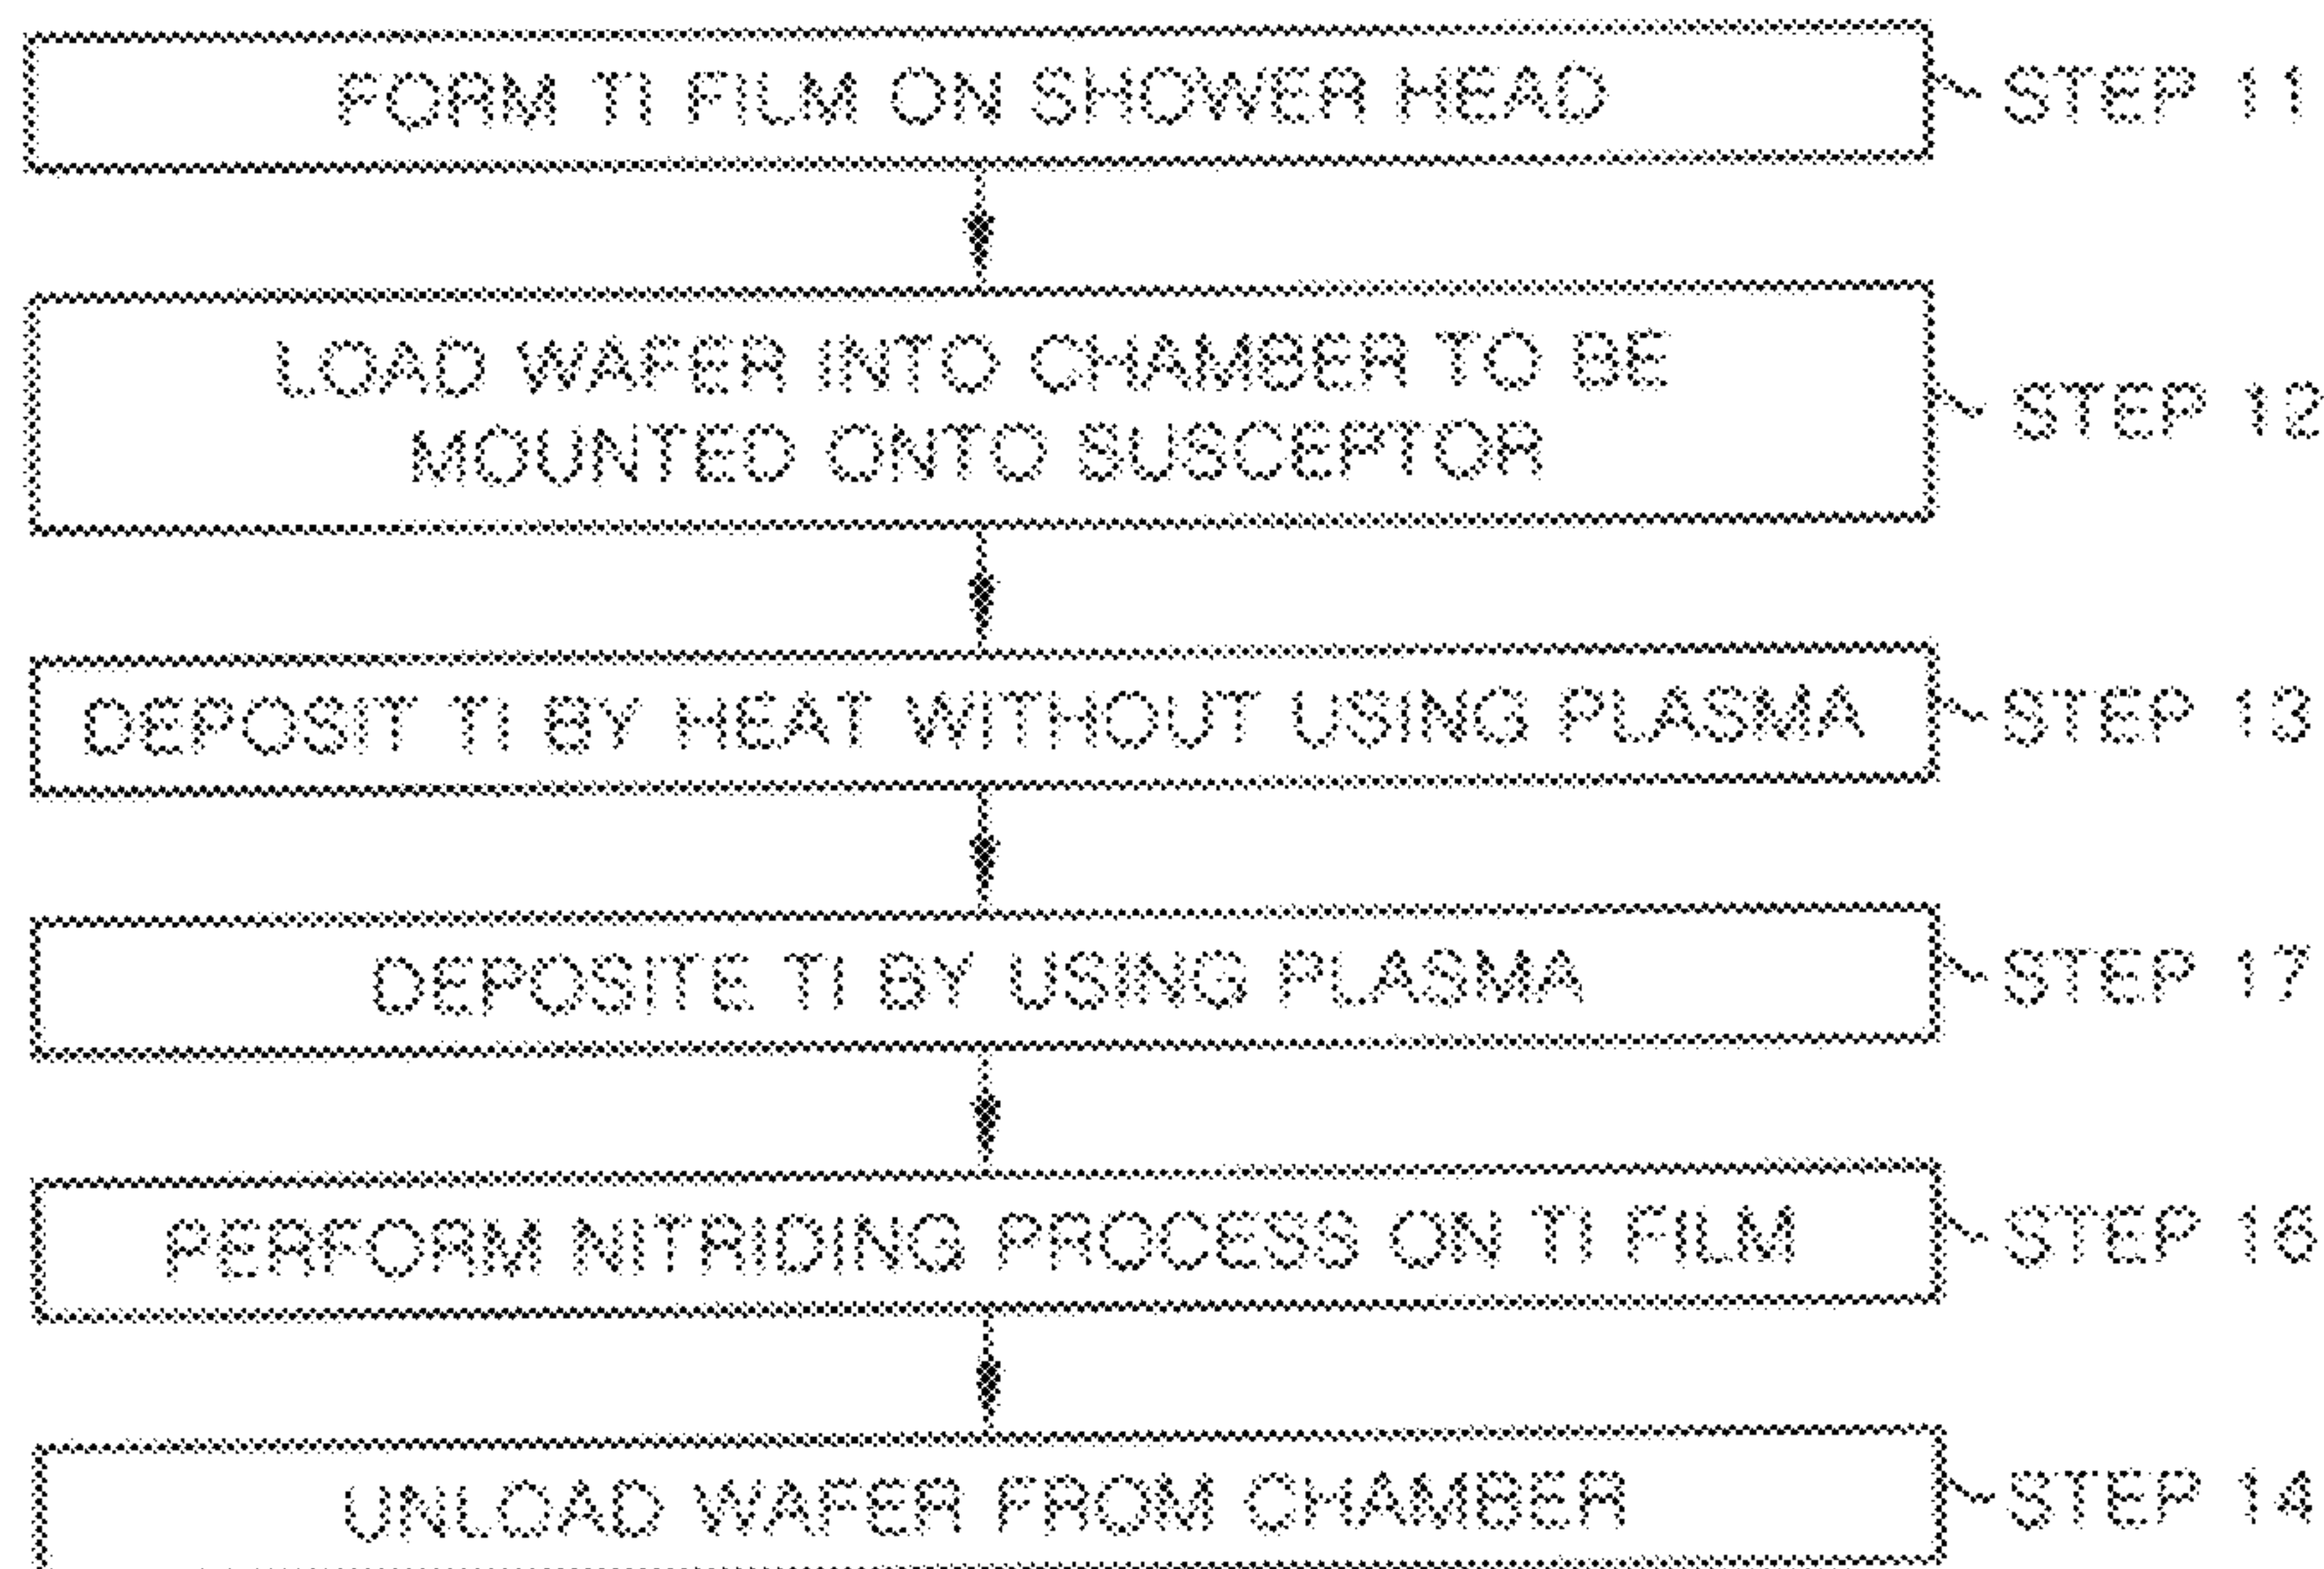 FORM TI FILM ON SHOWER HEAD
STEP 11
LOAD WAFER INTO CHAMBER TO BE
MOUNTED ONTO SUSCEPTOR
STEP 12
DEPOSIT TI BY HEAT WITHOUT USING PLASMA
STEP 13
DEPOSITE TI BY USING PLASMA
STEP 17
PERFORM NITRIDING PROCESS ON TI FILM
STEP 16
UNLOAD WAFER FROM CHAMBER
STEP 14